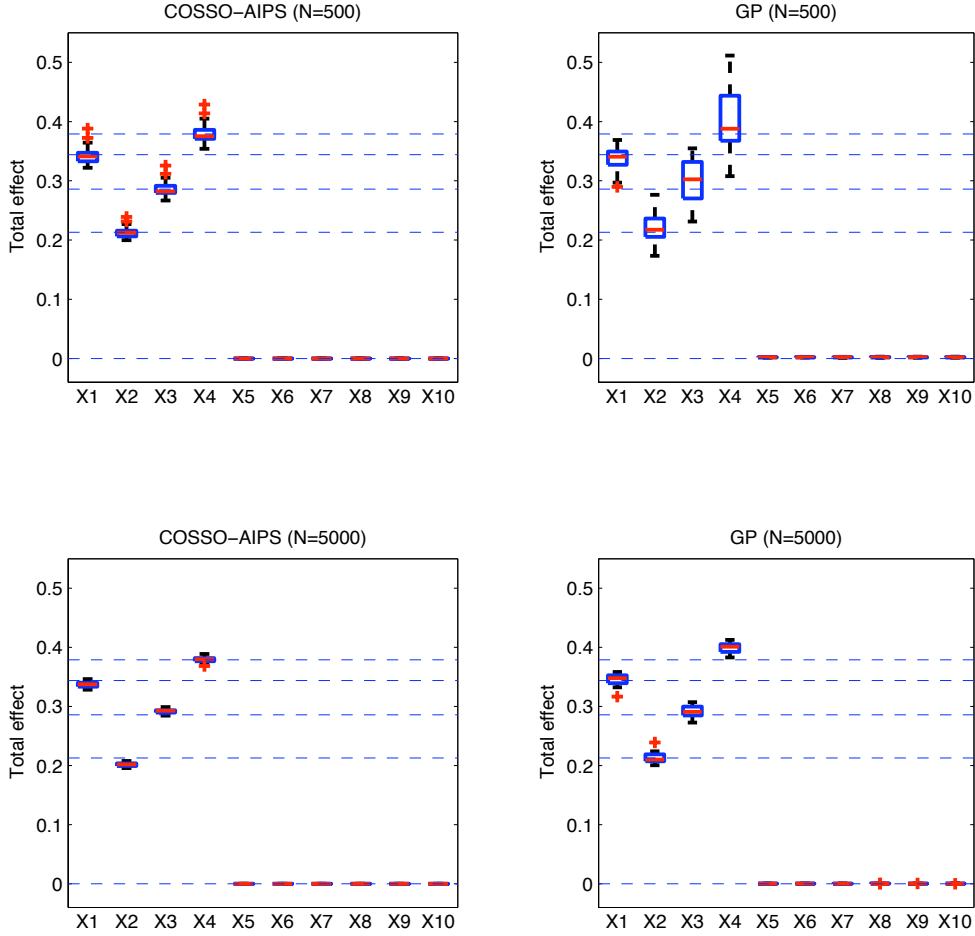 COSSO−AIPS (N=500)
0.5
0.4
0.3
0.2
0.1
0
Total effect
X1 X2 X3 X4 X5 X6 X7 X8 X9 X10
GP (N=500)
0.5
0.4
0.3
0.2
0.1
0
Total effect
X1 X2 X3 X4 X5 X6 X7 X8 X9 X10
COSSO−AIPS (N=5000)
0.5
0.4
0.3
0.2
0.1
0
Total effect
X1 X2 X3 X4 X5 X6 X7 X8 X9 X10
GP (N=5000)
0.5
0.4
0.3
0.2
0.1
0
Total effect
X1 X2 X3 X4 X5 X6 X7 X8 X9 X10